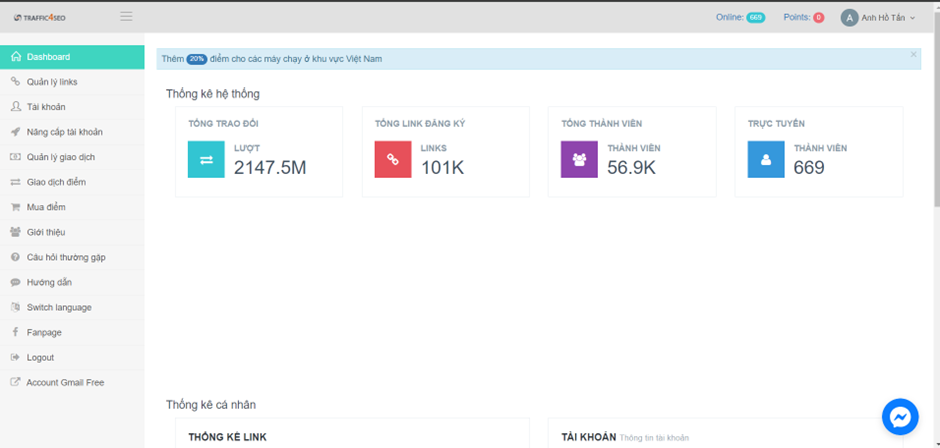 TRAFFIC4SEO
Online: 669 Points: 0 A Anh Hồ Tấn
Dashboard
Quản lý links
Tài khoản
Nâng cấp tài khoản
Quản lý giao dịch
Giao dịch điểm
Mua điểm
Giới thiệu
Câu hỏi thường gặp
Hướng dẫn
Switch language
Fanpage
Logout
Account Gmail Free
Thêm 20% điểm cho các máy chạy ở khu vực Việt Nam
Thống kê hệ thống
TỔNG TRAO ĐỔI
LƯỢT
2147.5M
TỔNG LINK ĐĂNG KÝ
LINKS
101K
TỔNG THÀNH VIÊN
THÀNH VIÊN
56.9K
TRỰC TUYẾN
THÀNH VIÊN
669
Thống kê cá nhân
THỐNG KÊ LINK
TÀI KHOẢN Thông tin tài khoản